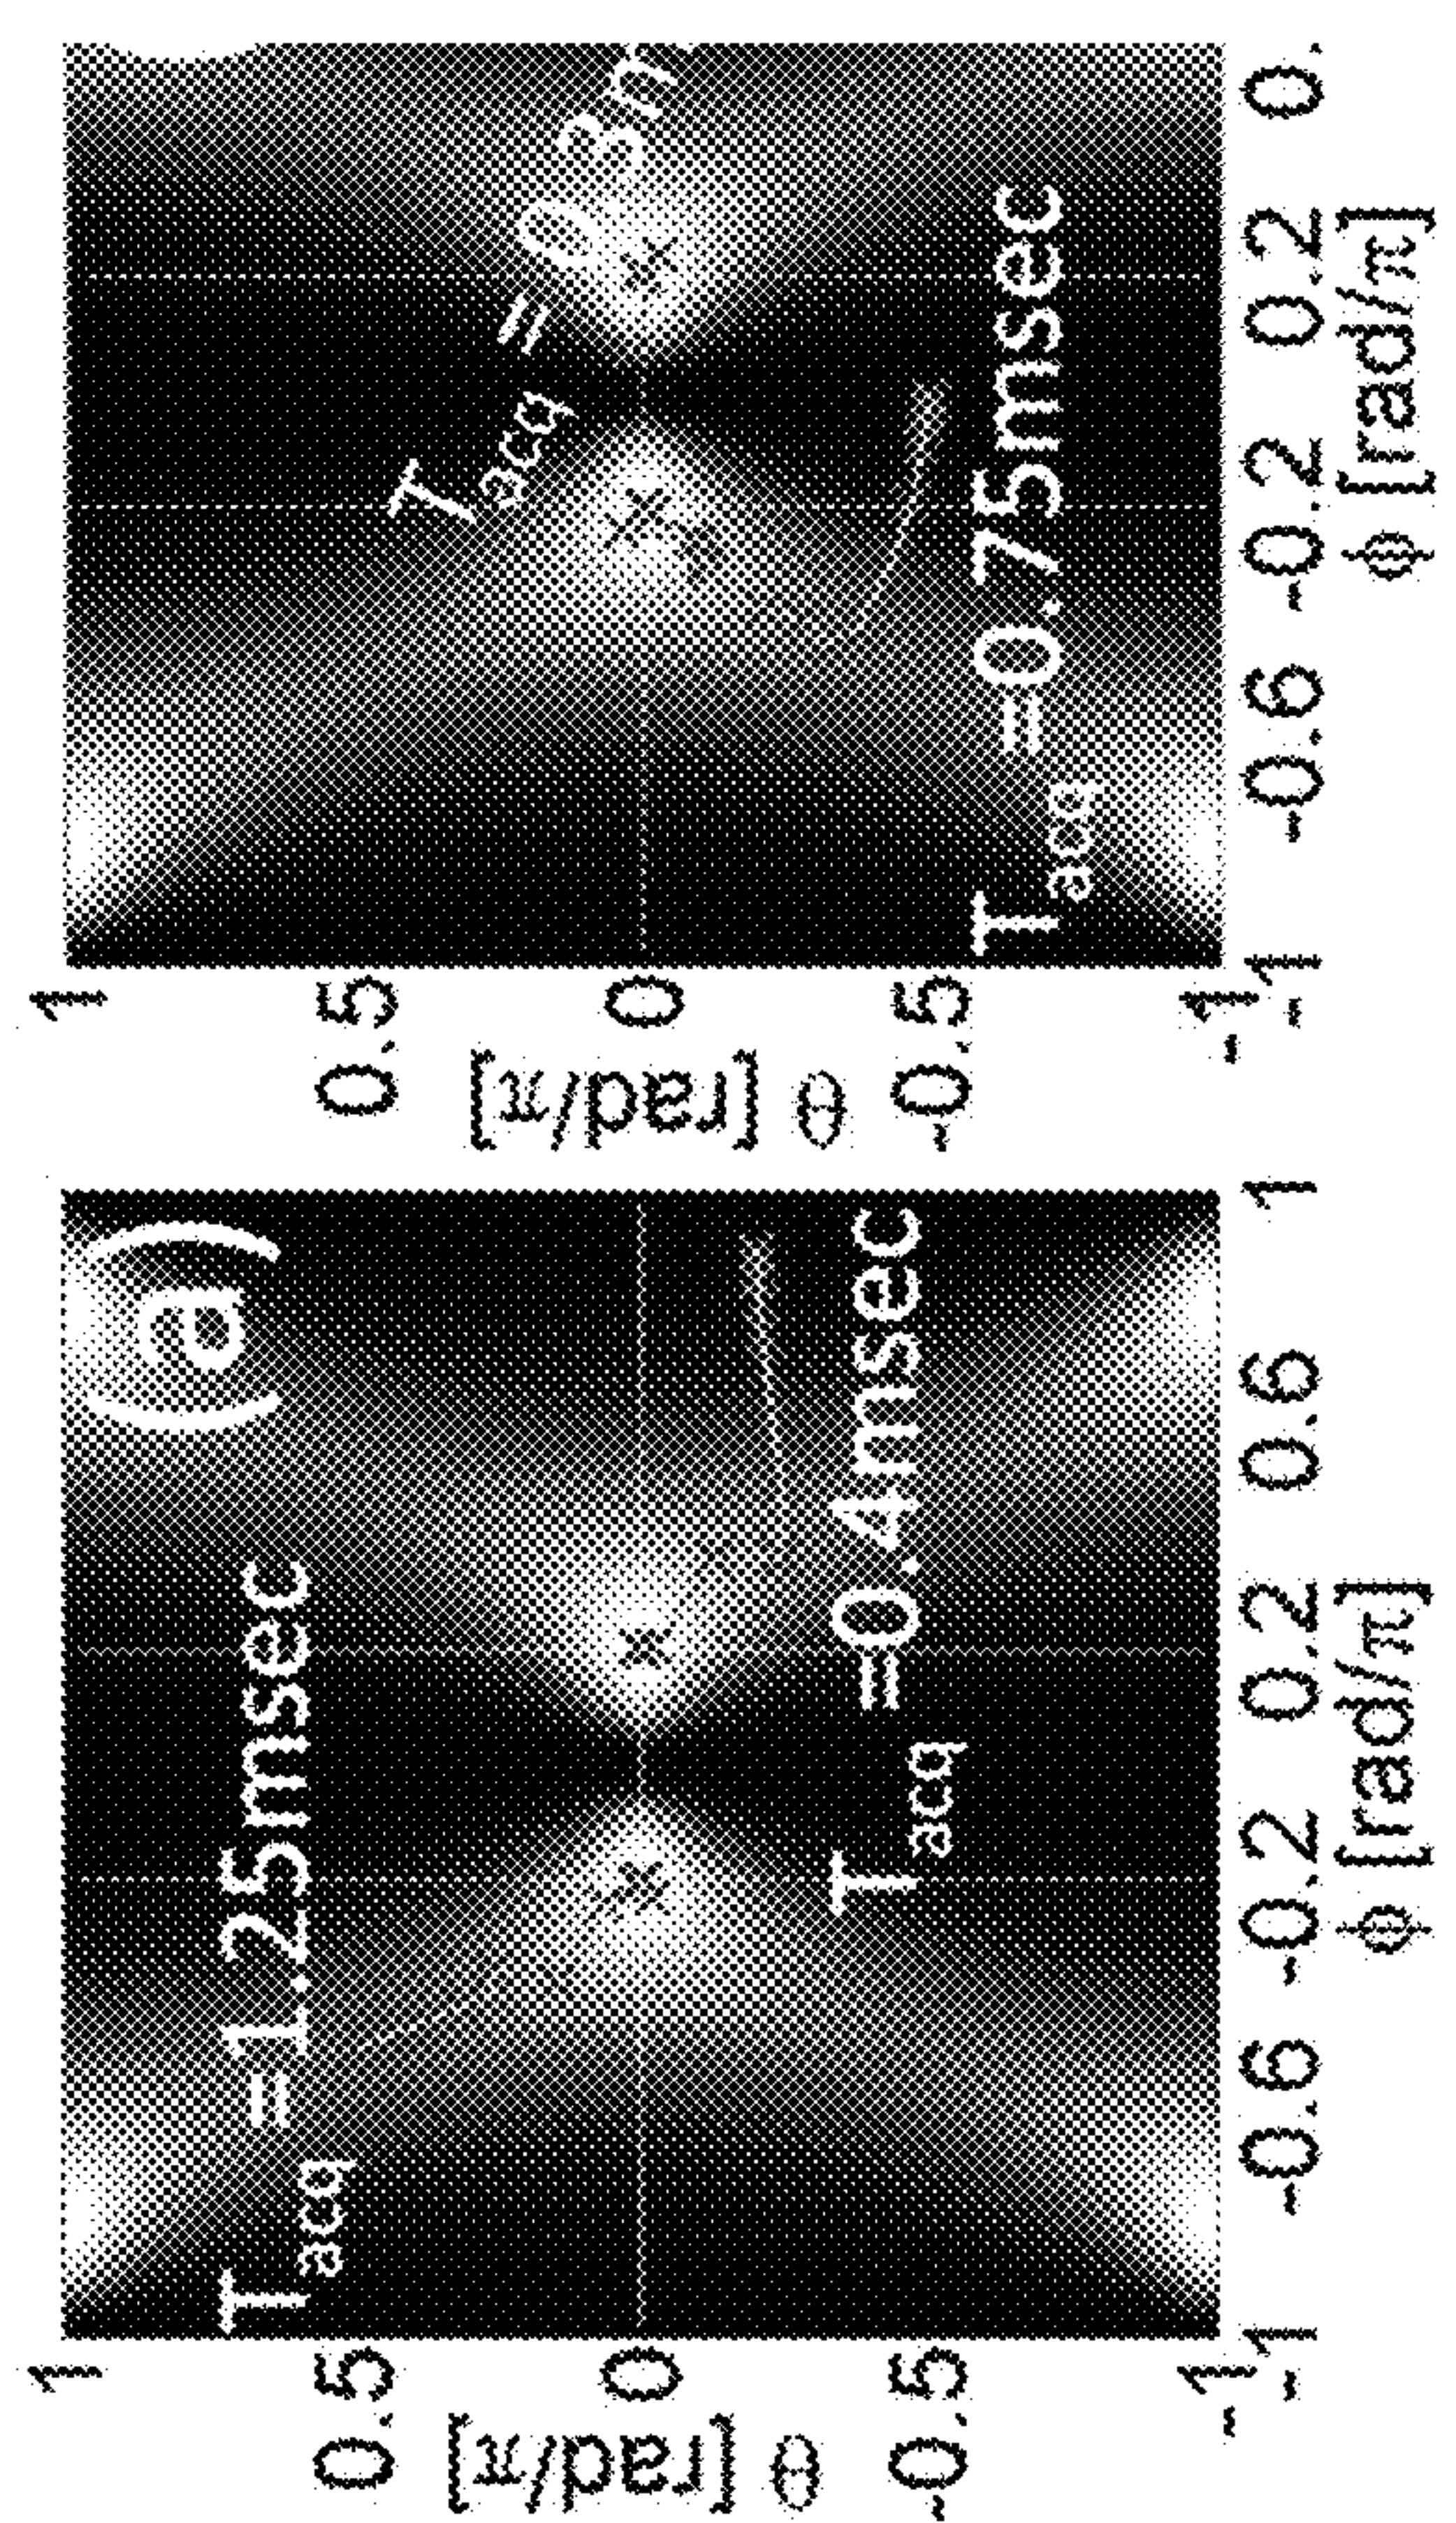 (a)
T_acq =1.25msec
T_acq =0.4msec
1
0.5
0
-0.5
-1
θ [rad/π]
-1
-0.6
-0.2
0.2
0.6
1
ϕ [rad/π]
T_acq =
T_acq =0.75msec
1
0.5
0
-0.5
-1
θ [rad/π]
-1
-0.6
-0.2
0.2
0.
ϕ [rad/π]